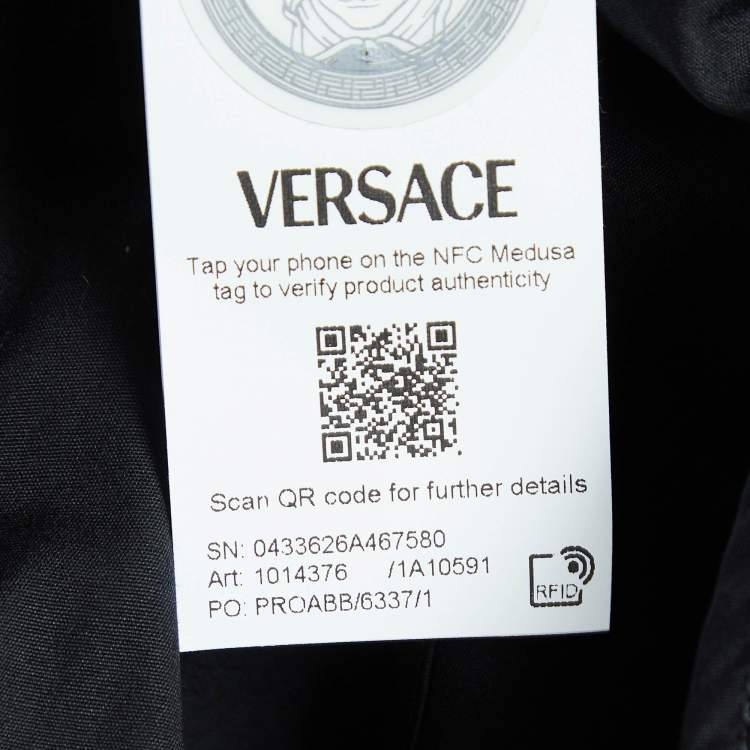 VERSACE
Tap your phone on the NFC Medusa
tag to verify product authenticity
Scan QR code for further details
SN: 0433626A467580
Art: 1014376 /1A10591
PO: PROABB/6337/1
RFID